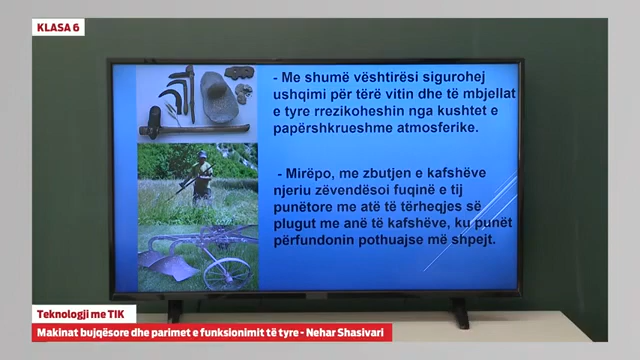 KLASA 6
- Me shumë vështirësi sigurohej
ushqimi për tërë vitin dhe të mbjellat
e tyre rrezikoheshin nga kushtet e
papërshkrueshme atmosferike.
- Mirëpo, me zbutjen e kafshëve
njeriu zëvendësoi fuqinë e tij
punëtore me atë të tërheqjes së
plugut me anë të kafshëve, ku punët
përfundonin pothuajse më shpejt.
Teknologji me TIK
Makinat bujqësore dhe parimet e funksionimit të tyre - Nehar Shasivari